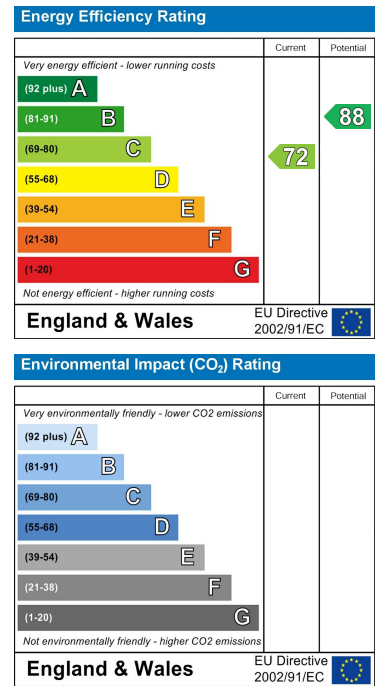 Energy Efficiency Rating
Current Potential
Very energy efficient - lower running costs
(92 plus) A
(81-91) B
88
(69-80) C
72
(55-68) D
(39-54) E
(21-38) F
(1-20) G
Not energy efficient - higher running costs
England & Wales
EU Directive
2002/91/EC
Environmental Impact (CO₂) Rating
Current Potential
Very environmentally friendly - lower CO2 emissions
(92 plus) A
(81-91) B
(69-80) C
(55-68) D
(39-54) E
(21-38) F
(1-20) G
Not environmentally friendly - higher CO2 emissions
England & Wales
EU Directive
2002/91/EC